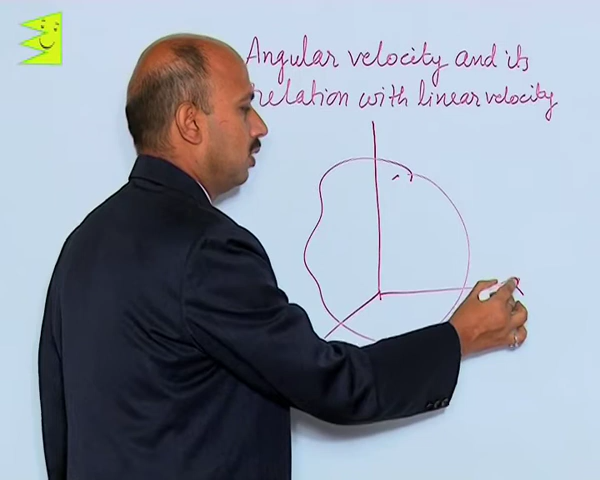 Angular velocity and its
relation with linear velocity
x